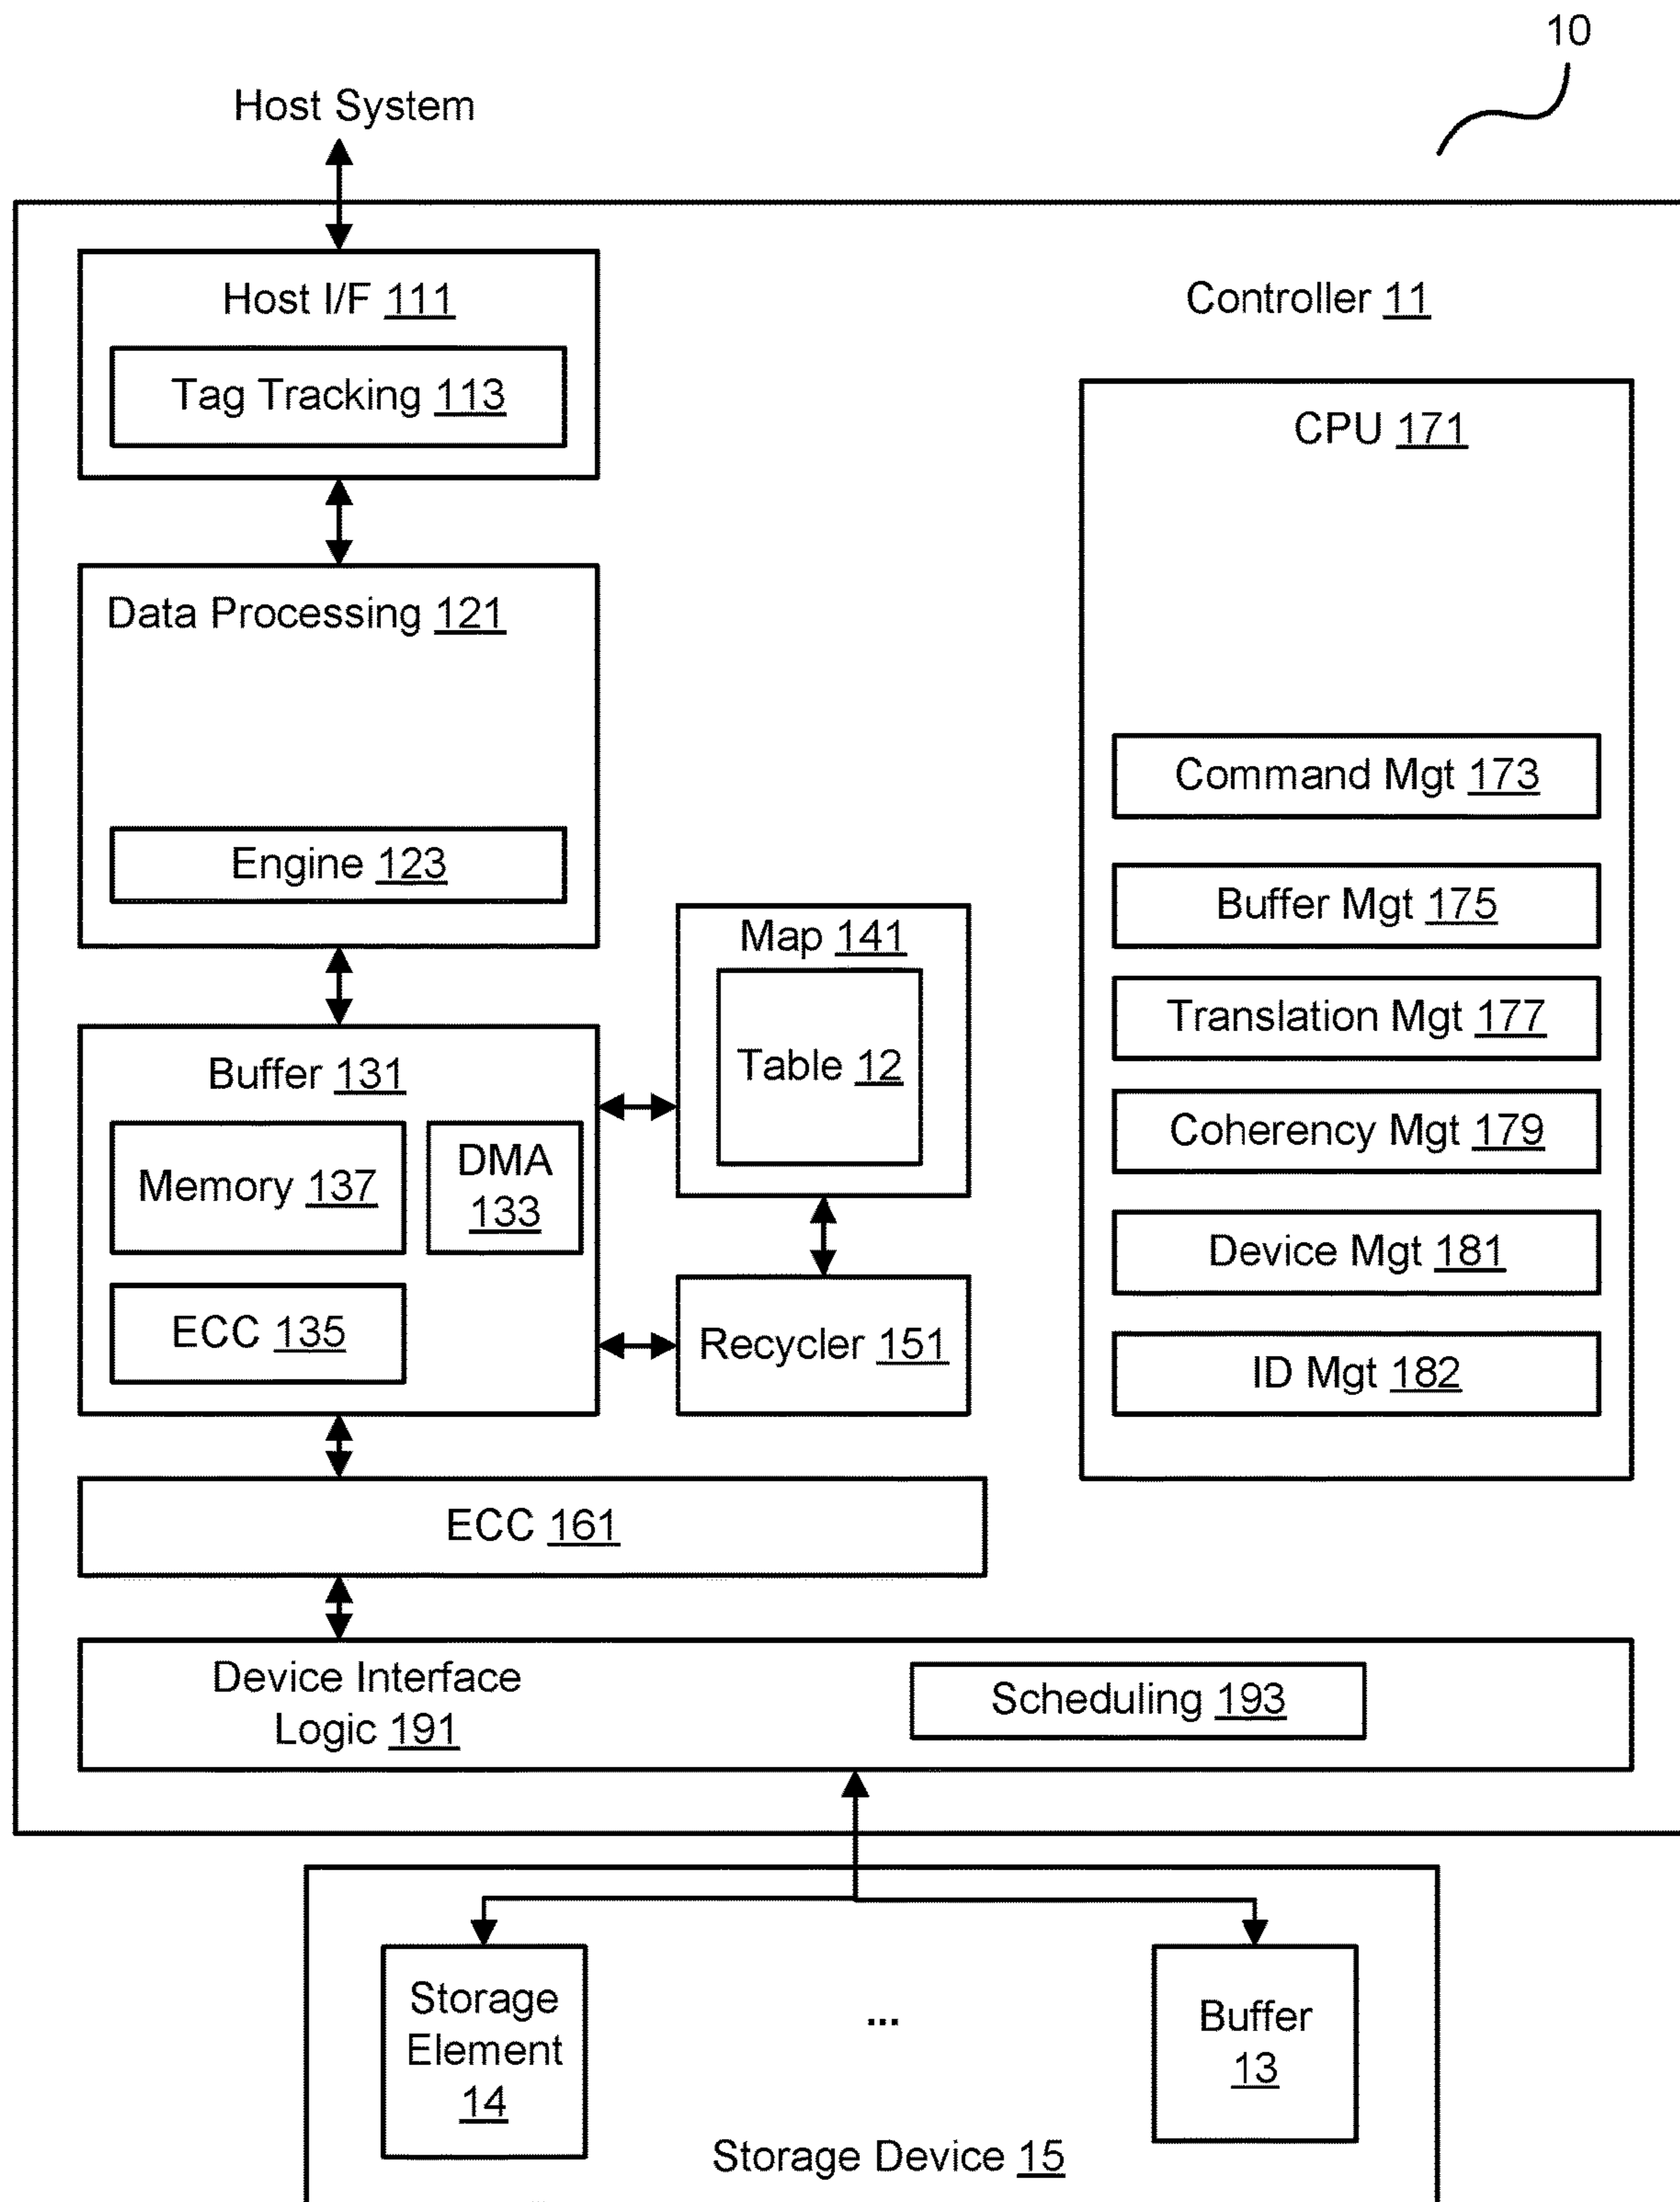 10
Host System
Host I/F 111
Tag Tracking 113
Controller 11
CPU 171
Data Processing 121
Engine 123
Command Mgt 173
Buffer Mgt 175
Translation Mgt 177
Coherency Mgt 179
Device Mgt 181
ID Mgt 182
Map 141
Table 12
Buffer 131
Memory 137
DMA
133
ECC 135
Recycler 151
ECC 161
Device Interface
Logic 191
Scheduling 193
Storage
Element
14
...
Buffer
13
Storage Device 15